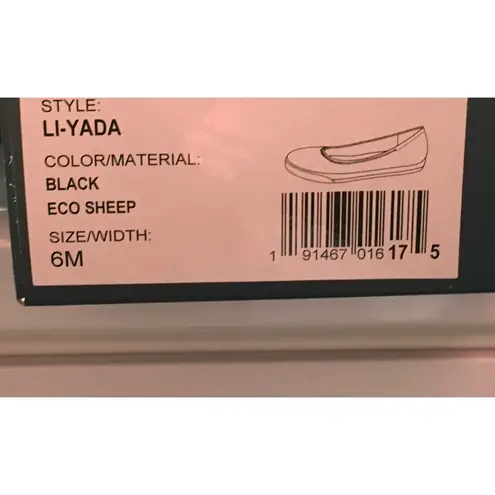 STYLE:
LI-YADA
COLOR/MATERIAL:
BLACK
ECO SHEEP
SIZE/WIDTH:
6M
1 91467 016 17 5